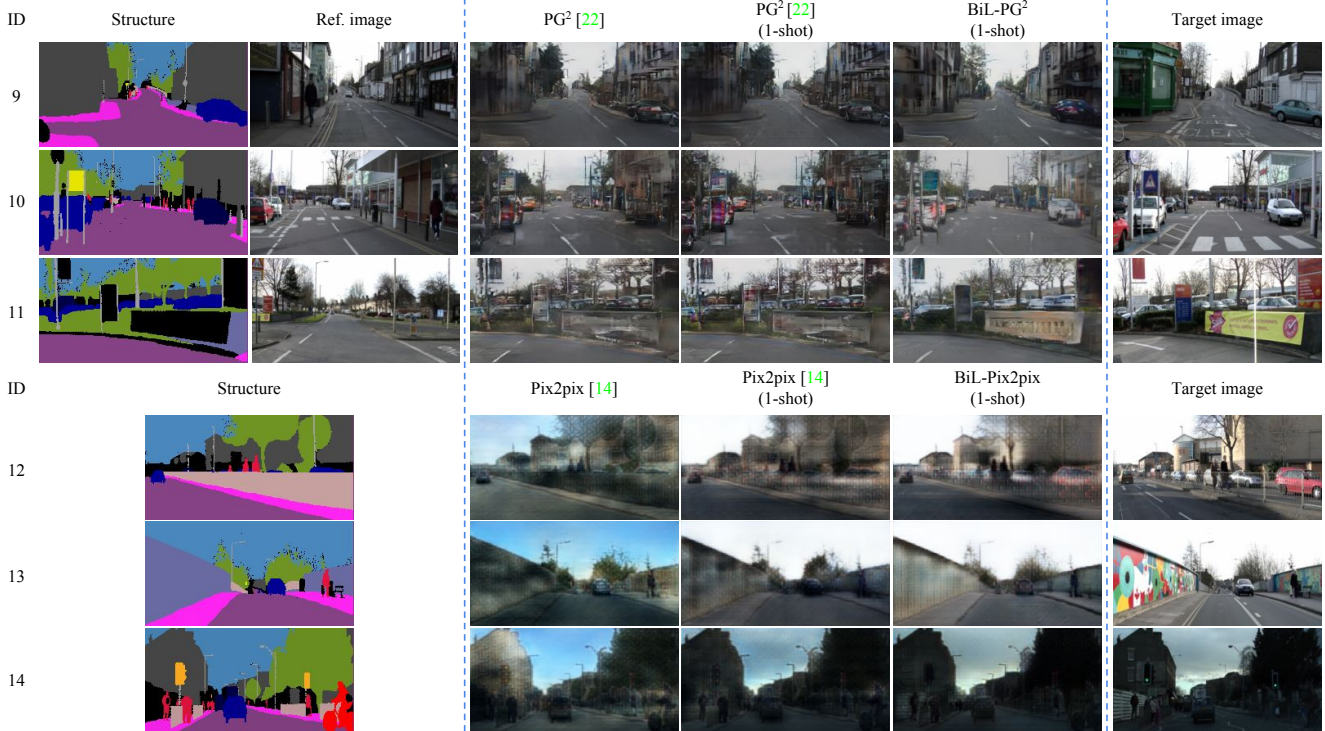 ID Structure Ref. image PG² [22] PG² [22] (1-shot) BiL-PG² (1-shot) Target image
9
CLEAR
10
11
ID Structure Pix2pix [14] Pix2pix [14] (1-shot) BiL-Pix2pix (1-shot) Target image
12
13
14